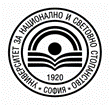 УНИВЕРСИТЕТ ЗА НАЦИОНАЛНО И СВЕТОВНО СТОПАНСТВО
1920
СОФИЯ